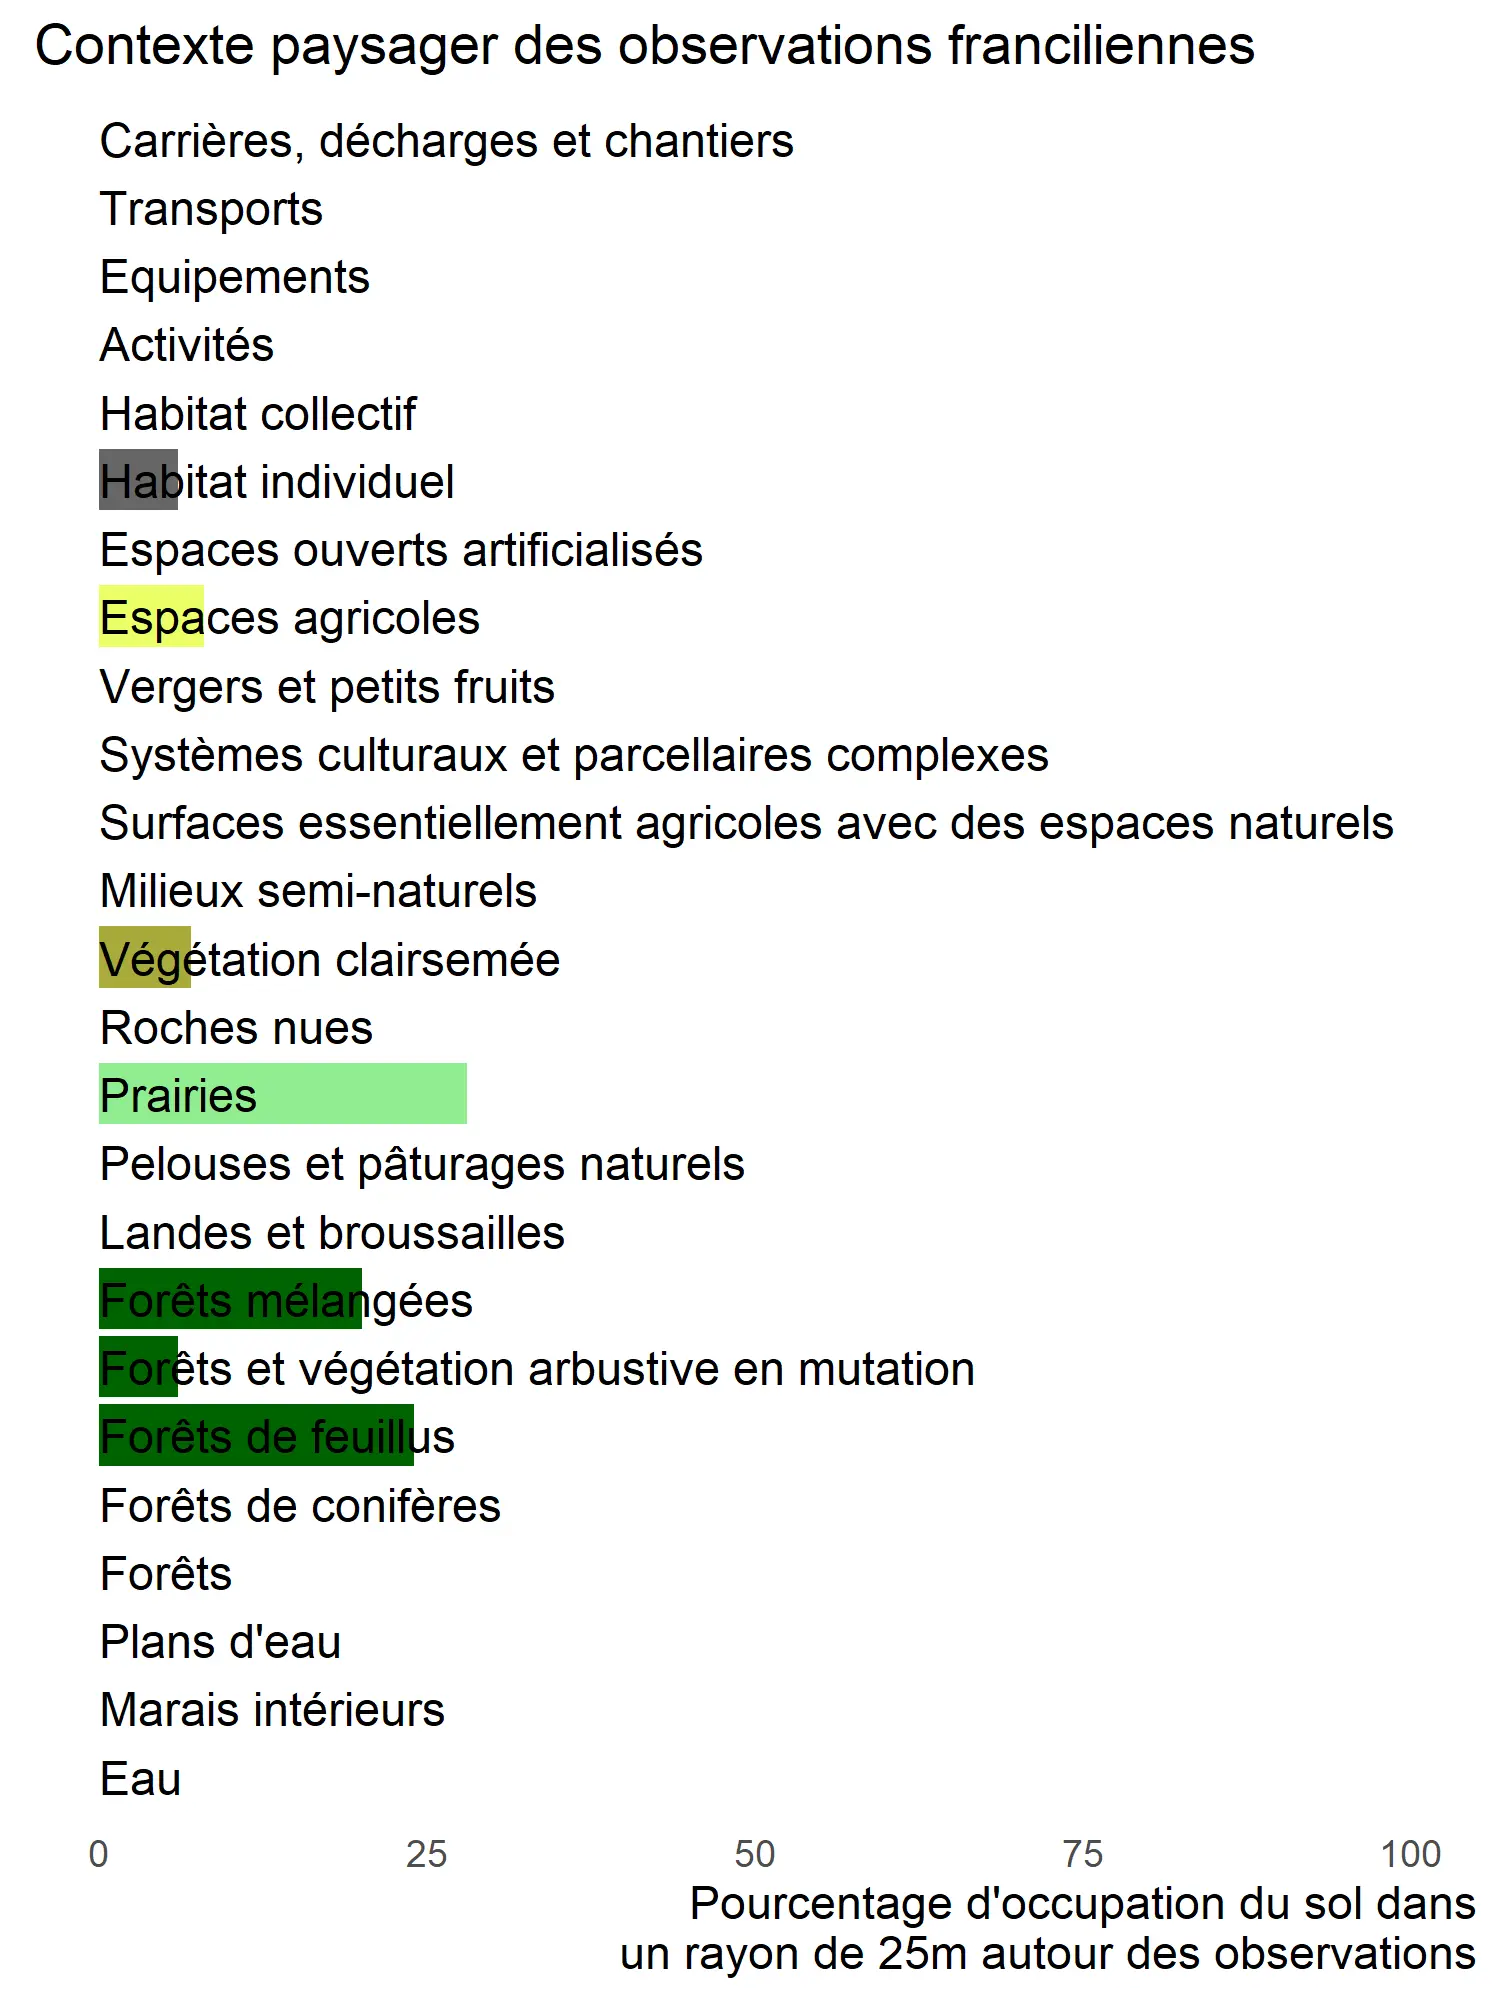 Contexte paysager des observations franciliennes
Carrières, décharges et chantiers
Transports
Equipements
Activités
Habitat collectif
Habitat individuel
Espaces ouverts artificialisés
Espaces agricoles
Vergers et petits fruits
Systèmes culturaux et parcellaires complexes
Surfaces essentiellement agricoles avec des espaces naturels
Milieux semi-naturels
Végétation clairsemée
Roches nues
Prairies
Pelouses et pâturages naturels
Landes et broussailles
Forêts mélangées
Forêts et végétation arbustive en mutation
Forêts de feuillus
Forêts de conifères
Forêts
Plans d'eau
Marais intérieurs
Eau
0 25 50 75 100
Pourcentage d'occupation du sol dans
un rayon de 25m autour des observations